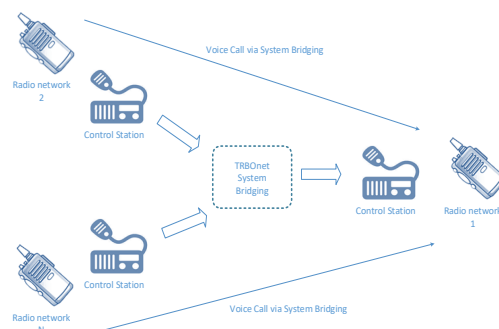 Voice Call via System Bridging
Radio network
2
Control Station
TRBOnet
System
Bridging
Control Station
Radio network
1
Control Station
Radio network
Voice Call via System Bridging